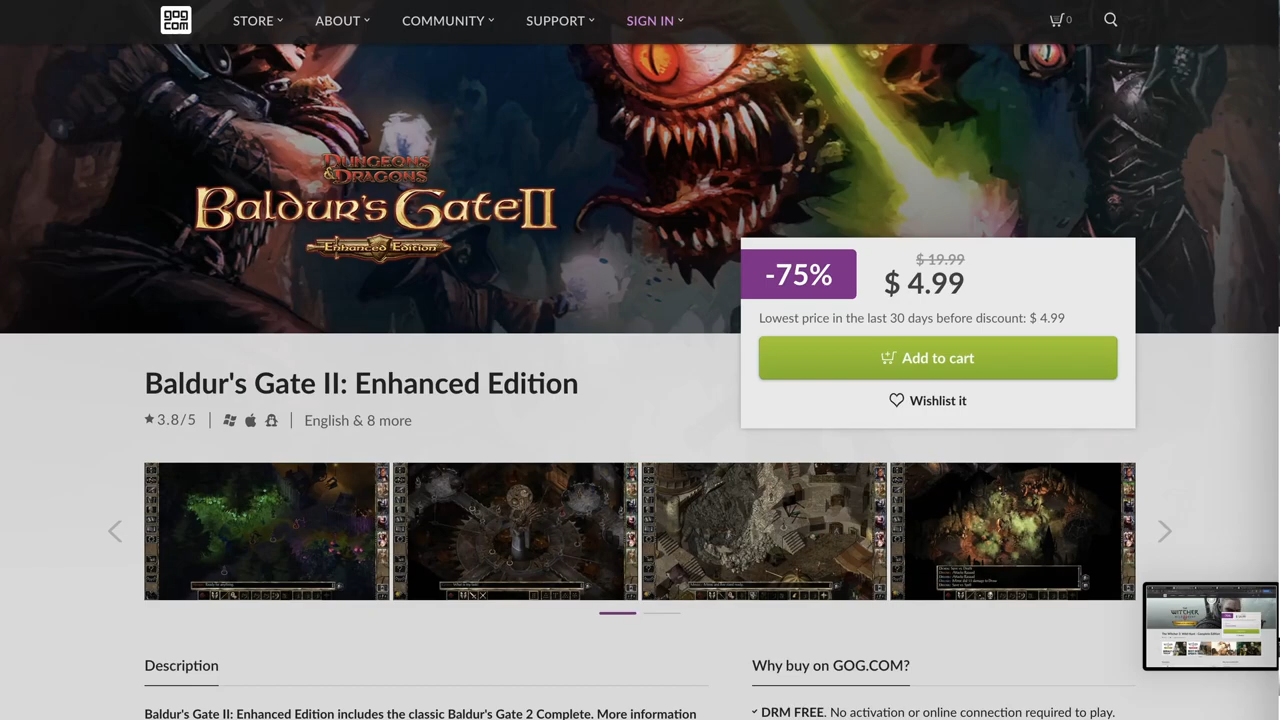 gog
com
STORE
ABOUT
COMMUNITY
SUPPORT
SIGN IN
0
DUNGEONS
& DRAGONS
BALDUR'S GATE II
Enhanced Edition
-75%
$ 19.99
$ 4.99
Lowest price in the last 30 days before discount: $ 4.99
Add to cart
Wishlist it
Baldur's Gate II: Enhanced Edition
3.8/5
English & 8 more
Description
Why buy on GOG.COM?
Baldur's Gate II: Enhanced Edition includes the classic Baldur's Gate 2 Complete. More information
DRM FREE. No activation or online connection required to play.
THE
WITCHER